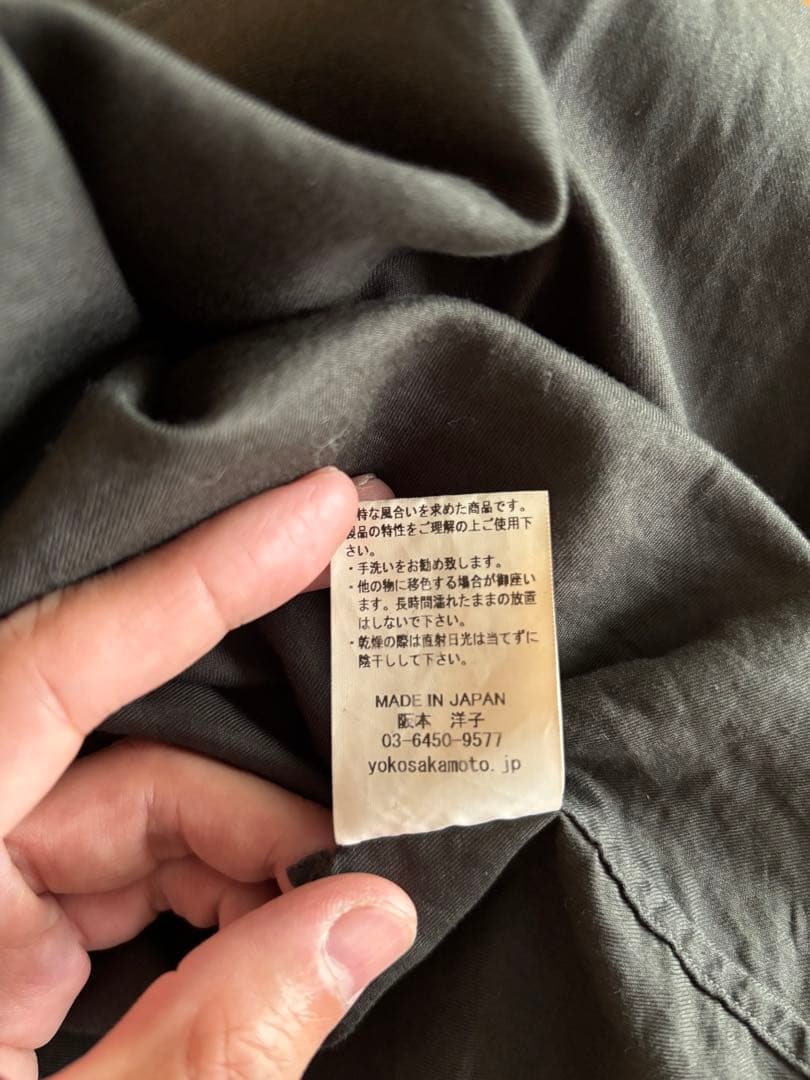 特な風合いを求めた商品です。
製品の特性をご理解の上ご使用下
さい。
・手洗いをお勧め致します。
・他の物に移色する場合が御座い
ます。長時間濡れたままの放置
はしないで下さい。
・乾燥の際は直射日光は当てずに
陰干しして下さい。
MADE IN JAPAN
阪本 洋子
03-6450-9577
yokosakamoto.jp